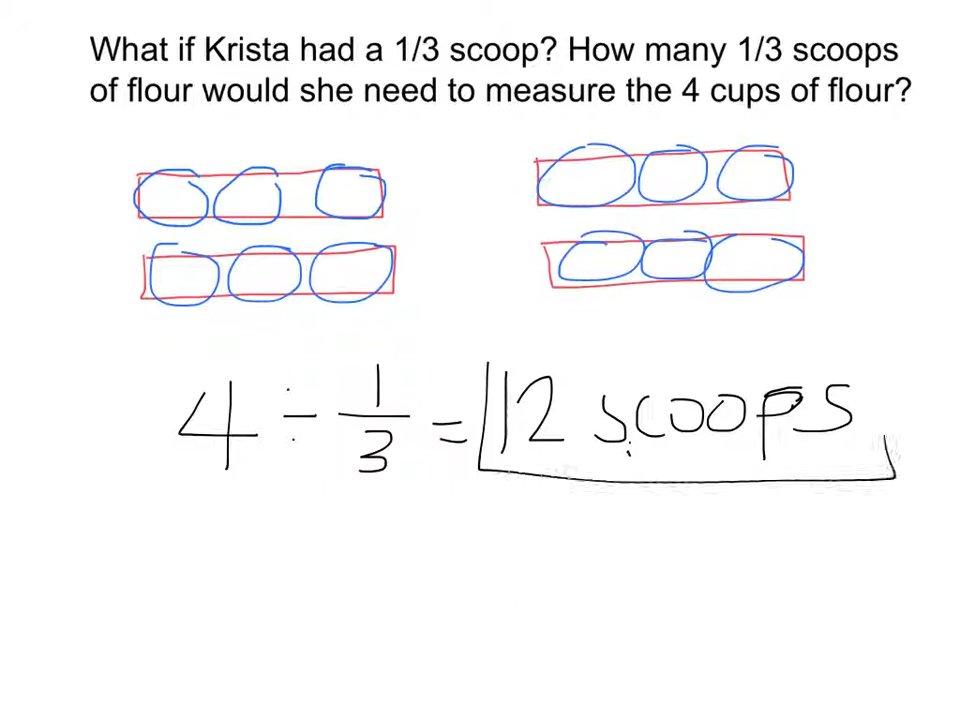 What if Krista had a 1/3 scoop? How many 1/3 scoops
of flour would she need to measure the 4 cups of flour?
4 ÷ 1/3 = 12 scoops